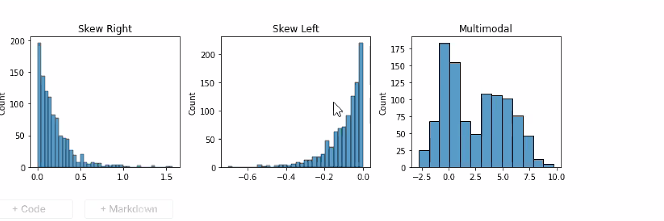 Skew Right
Skew Left
Multimodal
Count
200
150
100
50
0
0.0 0.5 1.0 1.5
Count
200
150
100
50
0
−0.6 −0.4 −0.2 0.0
Count
175
150
125
100
75
50
25
0
−2.5 0.0 2.5 5.0 7.5 10.0
+ Code
+ Markdown